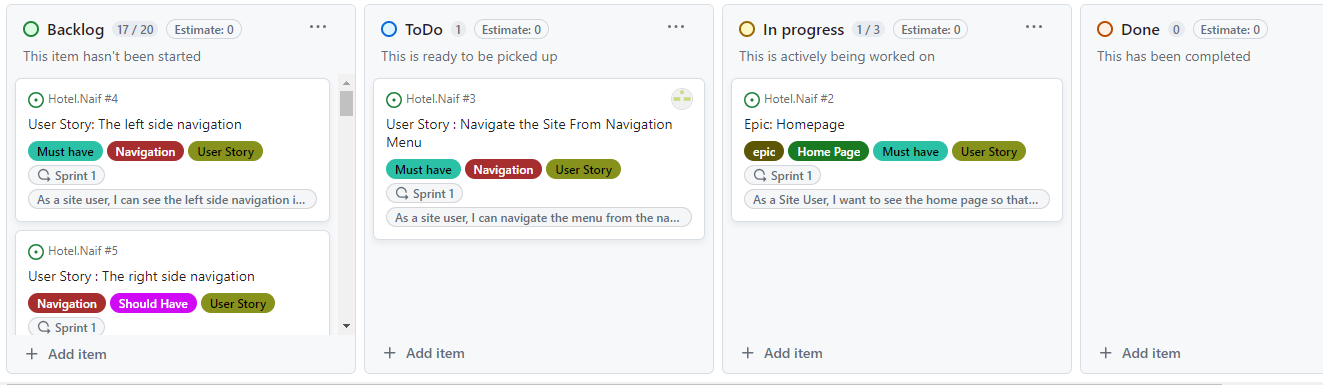 Backlog 17 / 20 Estimate: 0
This item hasn't been started
Hotel.Naif #4
User Story: The left side navigation
Must have Navigation User Story
Sprint 1
As a site user, I can see the left side navigation i...
Hotel.Naif #5
User Story : The right side navigation
Navigation Should Have User Story
Sprint 1
+ Add item
ToDo 1 Estimate: 0
This is ready to be picked up
Hotel.Naif #3
User Story : Navigate the Site From Navigation
Menu
Must have Navigation User Story
Sprint 1
As a site user, I can navigate the menu from the na...
+ Add item
In progress 1 / 3 Estimate: 0
This is actively being worked on
Hotel.Naif #2
Epic: Homepage
epic Home Page Must have User Story
Sprint 1
As a Site User, I want to see the home page so that...
+ Add item
Done 0 Estimate: 0
This has been completed
+ Add item